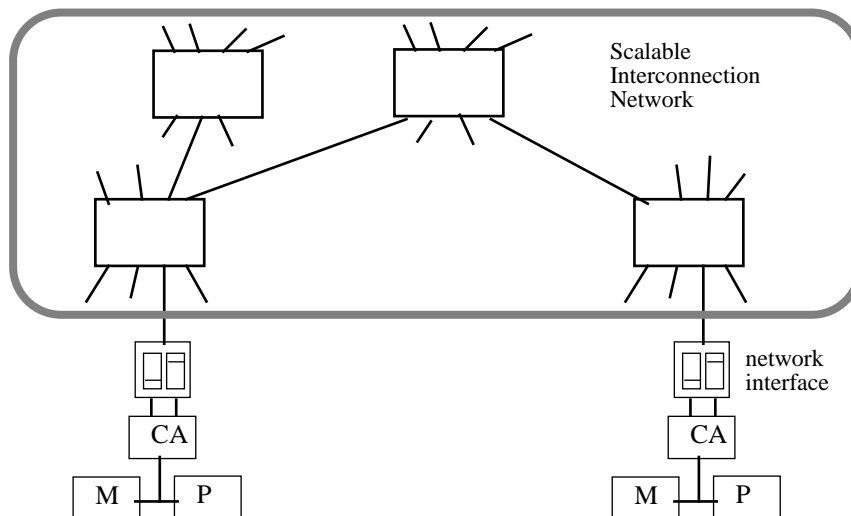 Scalable
Interconnection
Network
network
interface
CA
CA
M
P
M
P